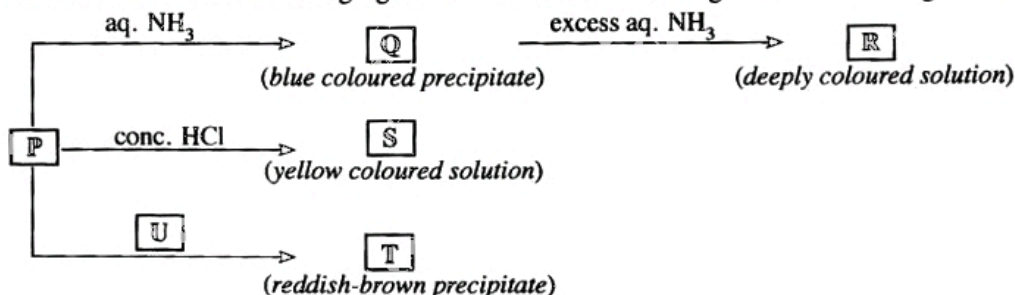 aq. NH₃
ℚ
(blue coloured precipitate)
excess aq. NH₃
ℝ
(deeply coloured solution)
ℙ
conc. HCl
𝕊
(yellow coloured solution)
𝕌
𝕋
(reddish-brown precipitate)